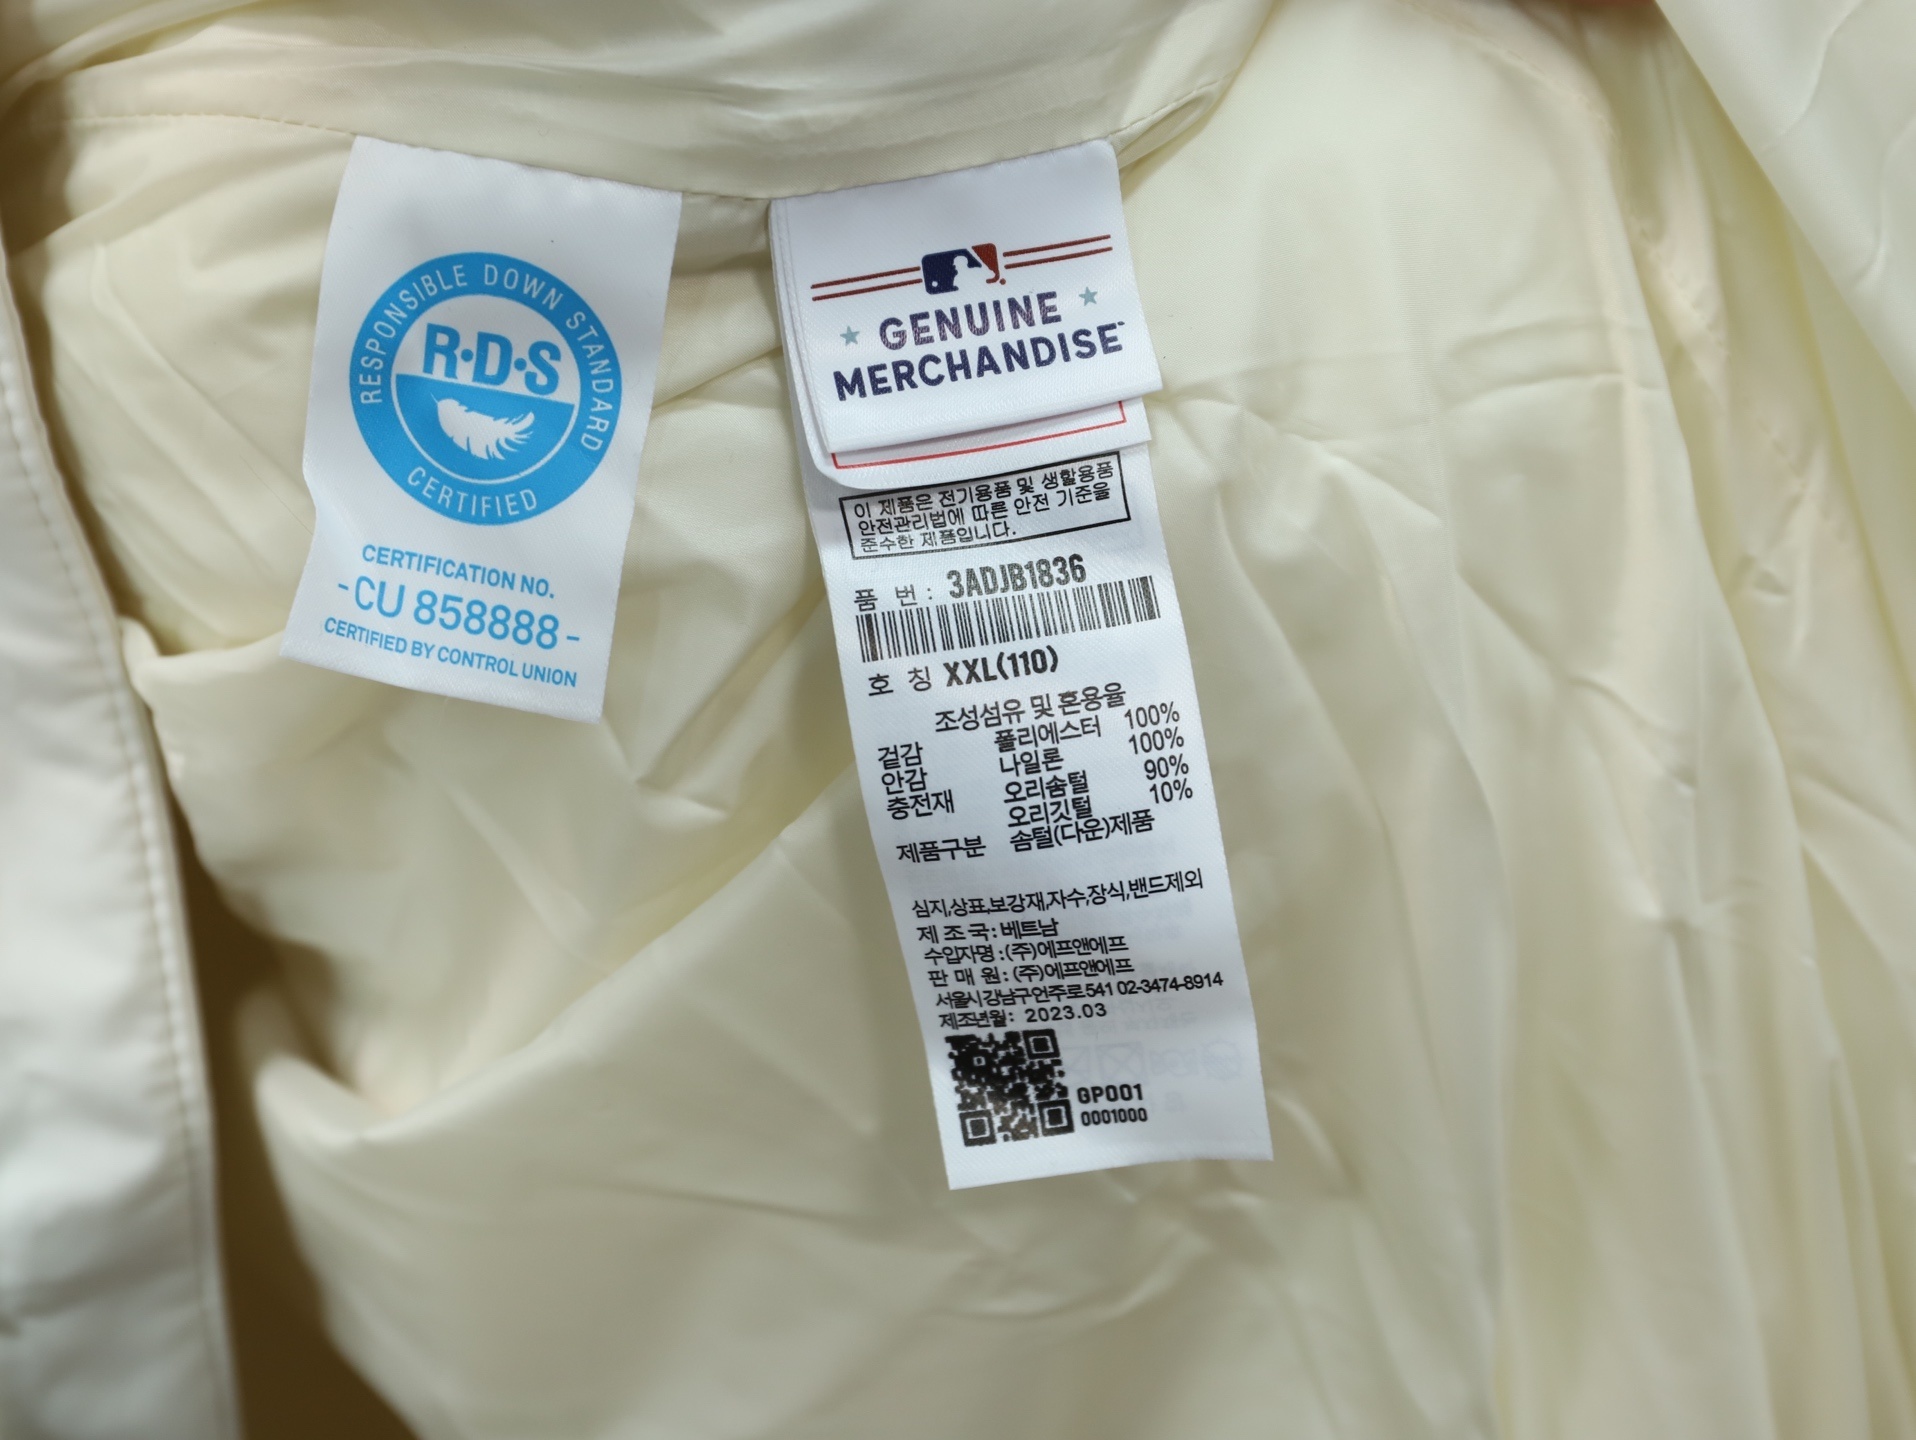 RESPONSIBLE DOWN STANDARD
R·D·S
CERTIFIED
CERTIFICATION NO.
-CU 858888-
CERTIFIED BY CONTROL UNION
GENUINE
MERCHANDISE™
이 제품은 전기용품 및 생활용품
안전관리법에 따른 안전 기준을
준수한 제품입니다.
품 번 : 3ADJB1836
호 칭 XXL(110)
조성섬유 및 혼용율
겉감 폴리에스터 100%
안감 나일론 100%
충전재 오리솜털 90%
오리깃털 10%
제품구분 솜털(다운)제품
심지,상표,보강재,자수,장식,밴드제외
제 조 국 : 베트남
수입자명 : (주)에프앤에프
판 매 원 : (주)에프앤에프
서울시 강남구 언주로 541 02-3474-8914
제조년월 : 2023.03
GP001
0001000